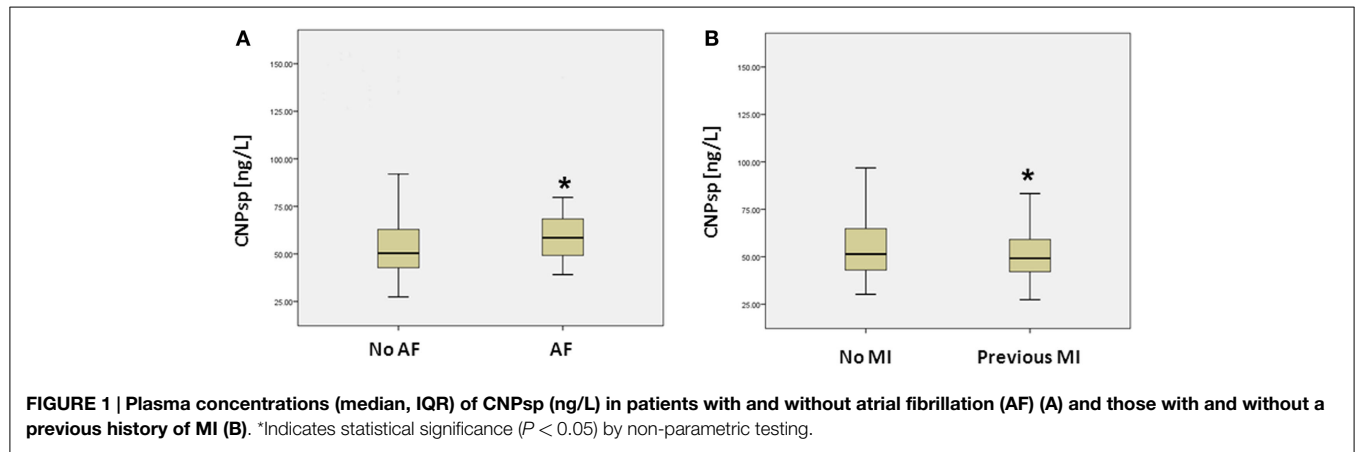 A
150.00
125.00
100.00
75.00
50.00
25.00
CNPsp [ng/L]
*
No AF
AF
B
150.00
125.00
100.00
75.00
50.00
25.00
CNPsp [ng/L]
*
No MI
Previous MI
FIGURE 1 | Plasma concentrations (median, IQR) of CNPsp (ng/L) in patients with and without atrial fibrillation (AF) (A) and those with and without a
previous history of MI (B). *Indicates statistical significance (P < 0.05) by non-parametric testing.